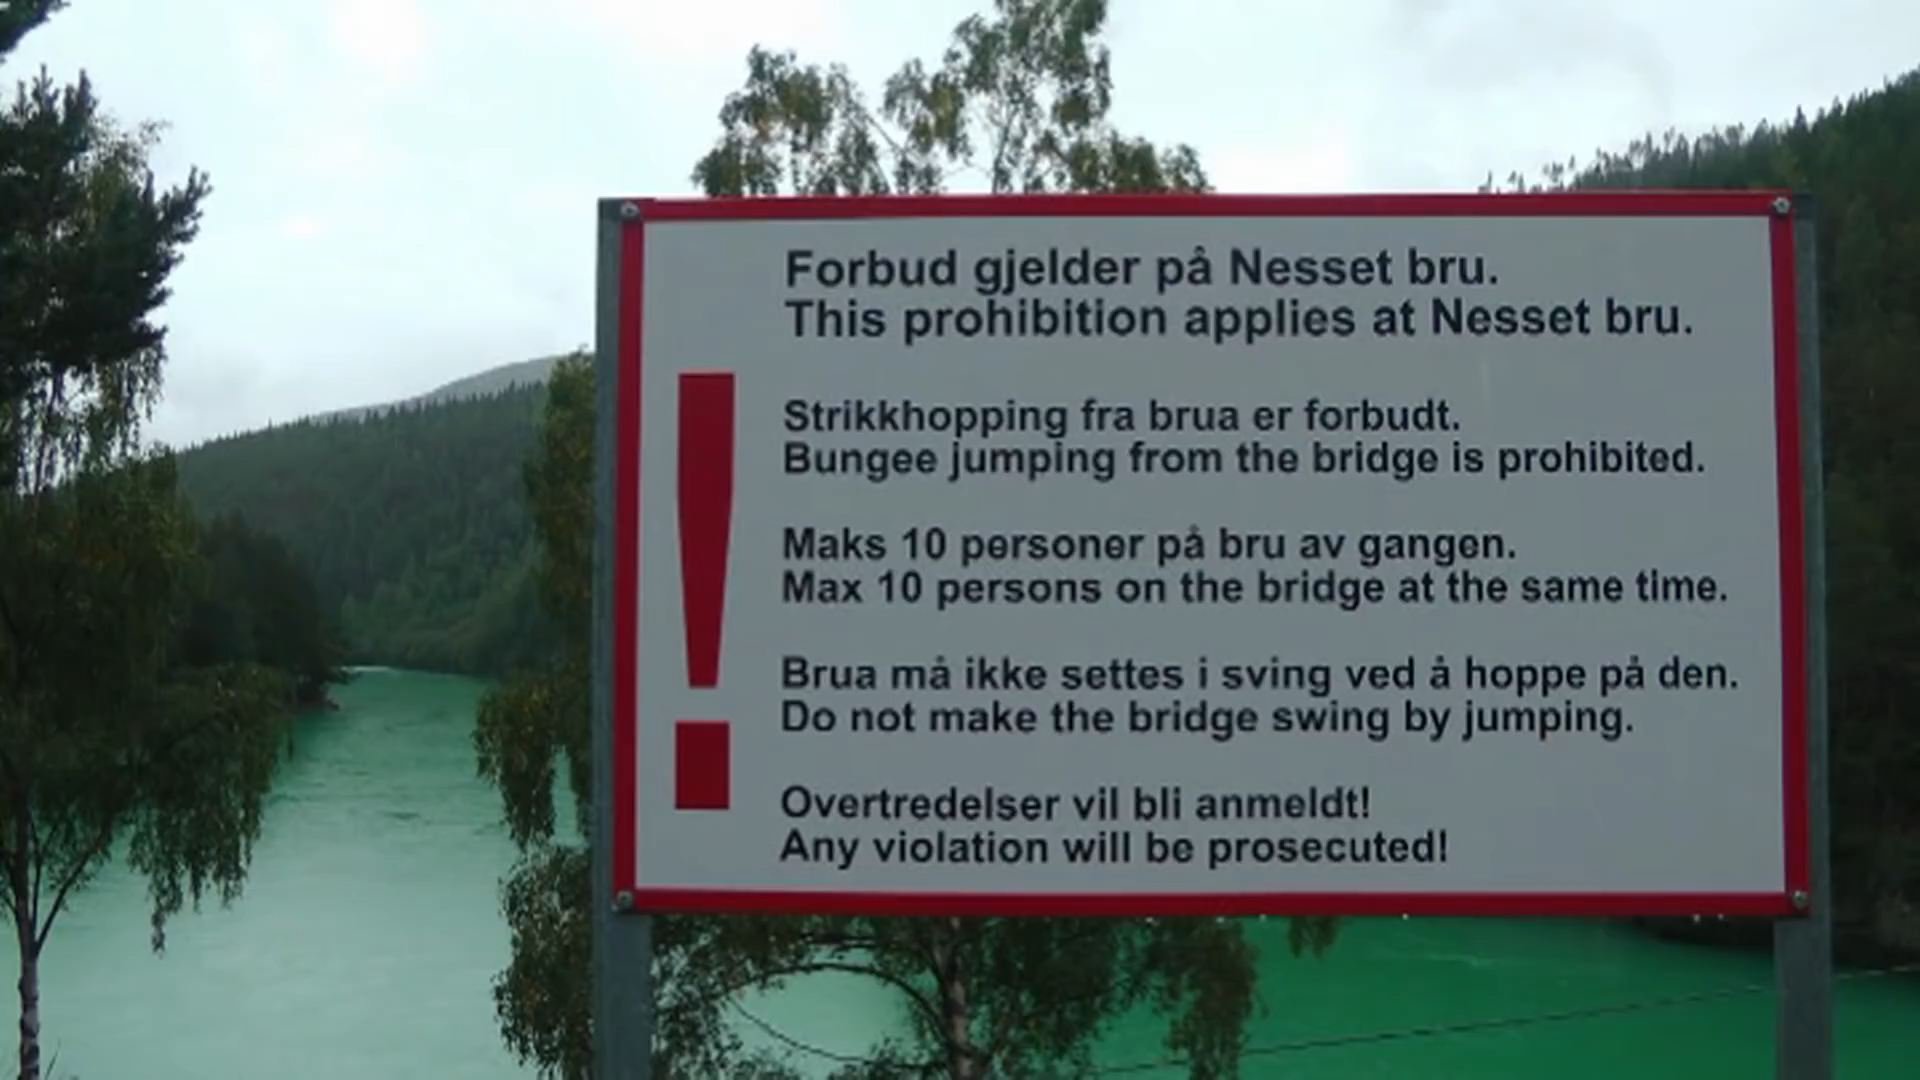 Forbud gjelder på Nesset bru.
This prohibition applies at Nesset bru.
Strikkhopping fra brua er forbudt.
Bungee jumping from the bridge is prohibited.
Maks 10 personer på bru av gangen.
Max 10 persons on the bridge at the same time.
Brua må ikke settes i sving ved å hoppe på den.
Do not make the bridge swing by jumping.
Overtredelser vil bli anmeldt!
Any violation will be prosecuted!